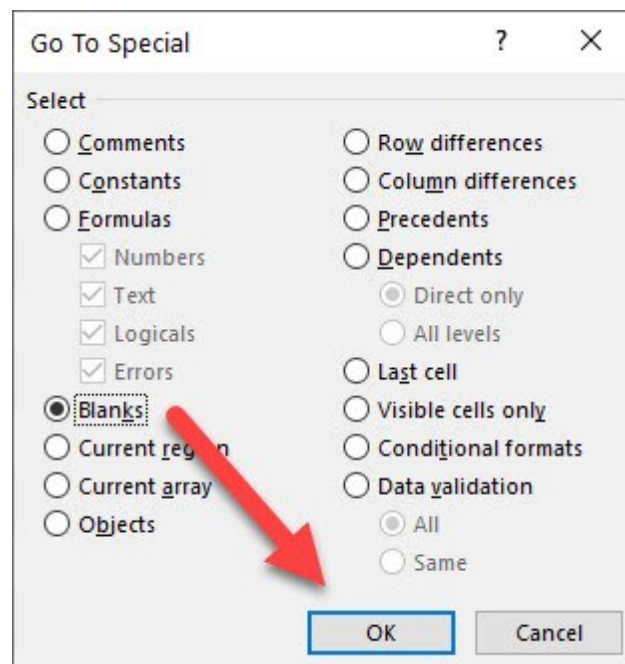 Go To Special ?
Select
Comments
Constants
Formulas
Numbers
Text
Logicals
Errors
Blanks
Current region
Current array
Objects
Row differences
Column differences
Precedents
Dependents
Direct only
All levels
Last cell
Visible cells only
Conditional formats
Data validation
All
Same
OK
Cancel